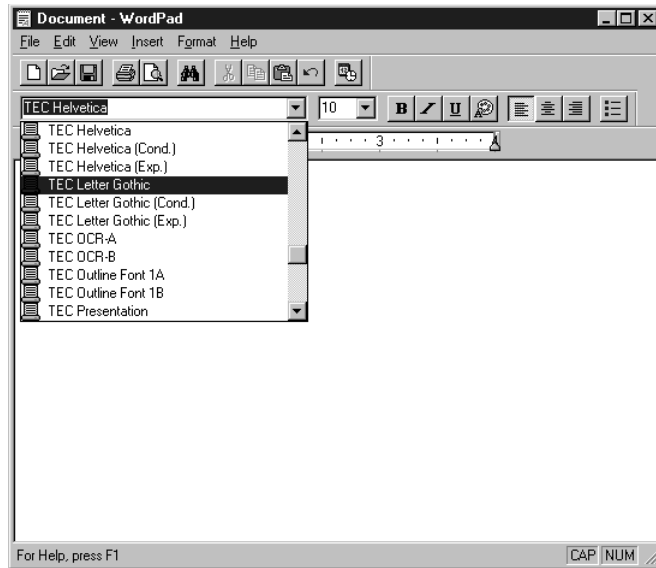 Document - WordPad
File Edit View Insert Format Help
TEC Helvetica 10 B I U
TEC Helvetica
TEC Helvetica (Cond.)
TEC Helvetica (Exp.)
TEC Letter Gothic
TEC Letter Gothic (Cond.)
TEC Letter Gothic (Exp.)
TEC OCR-A
TEC OCR-B
TEC Outline Font 1A
TEC Outline Font 1B
TEC Presentation
3
For Help, press F1 CAP NUM